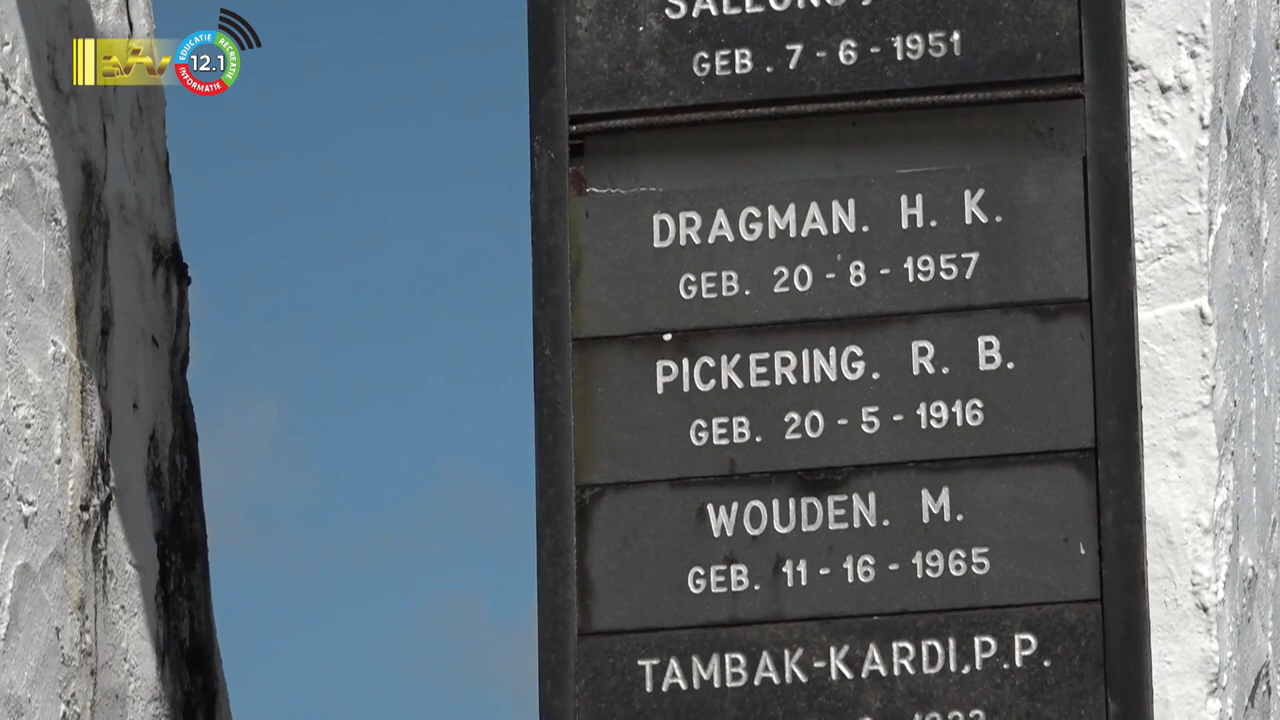 EDUCATIE
RECREATIE
INFORMATIE
12.1
GEB. 7-6-1951
DRAGMAN. H. K.
GEB. 20-8-1957
PICKERING. R. B.
GEB. 20-5-1916
WOUDEN. M.
GEB. 11-16-1965
TAMBAK-KARDI,P.P.